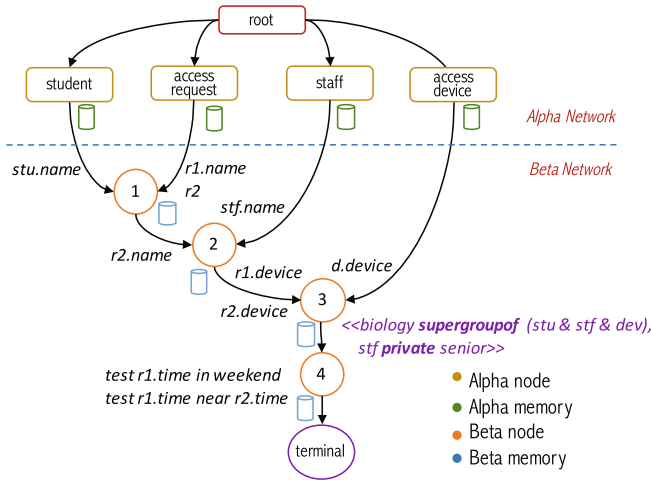 root
student
access
request
staff
access
device
Alpha Network
Beta Network
stu.name
r1.name
r2
1
stf.name
2
r2.name
r1.device
d.device
r2.device
3
<<biology supergroupof (stu & stf & dev),
stf private senior>>
4
test r1.time in weekend
test r1.time near r2.time
terminal
Alpha node
Alpha memory
Beta node
Beta memory